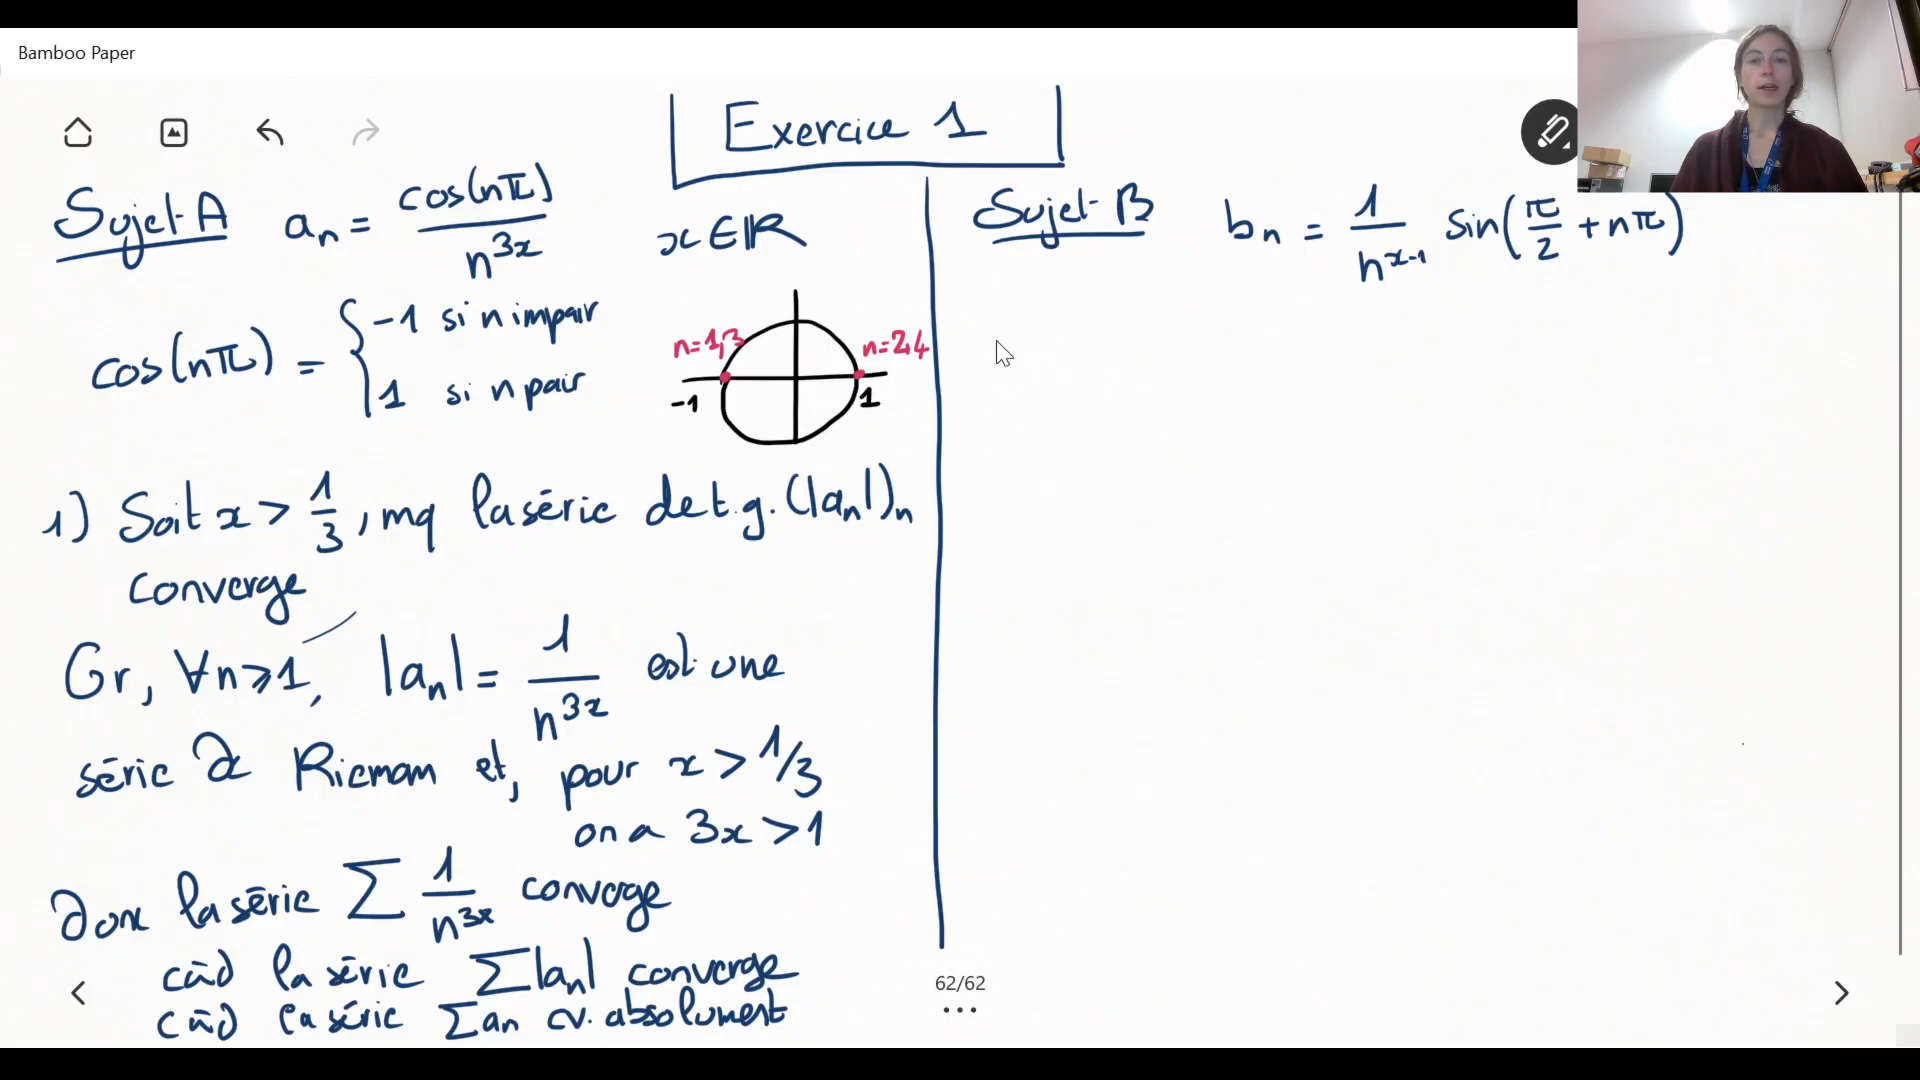 Bamboo Paper
Exercice 1
Sujet A aₙ = cos(nπ)/n^{3x} x∈ℝ
cos(nπ) = { -1 si n impair
1 si n pair
n=1,3 n=2,4
-1 1
1) Soit x > 1/3, mq la série de t.g. (|aₙ|)ₙ
converge
Or, ∀n⩾1, |aₙ| = 1/n^{3x} est une
série de Riemann et, pour x > 1/3
on a 3x > 1
donc la série ∑ 1/n^{3x} converge
càd la série ∑|aₙ| converge
càd la série ∑an cv. absolument
Sujet B bₙ = 1/n^{x-1} sin(π/2 + nπ)
62/62